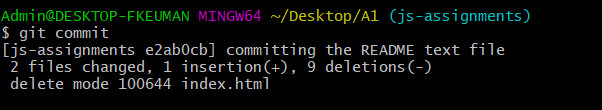 Admin@DESKTOP-FKEUMAN MINGW64 ~/Desktop/A1 (js-assignments)
$ git commit
[js-assignments e2ab0cb] committing the README text file
 2 files changed, 1 insertion(+), 9 deletions(-)
 delete mode 100644 index.html